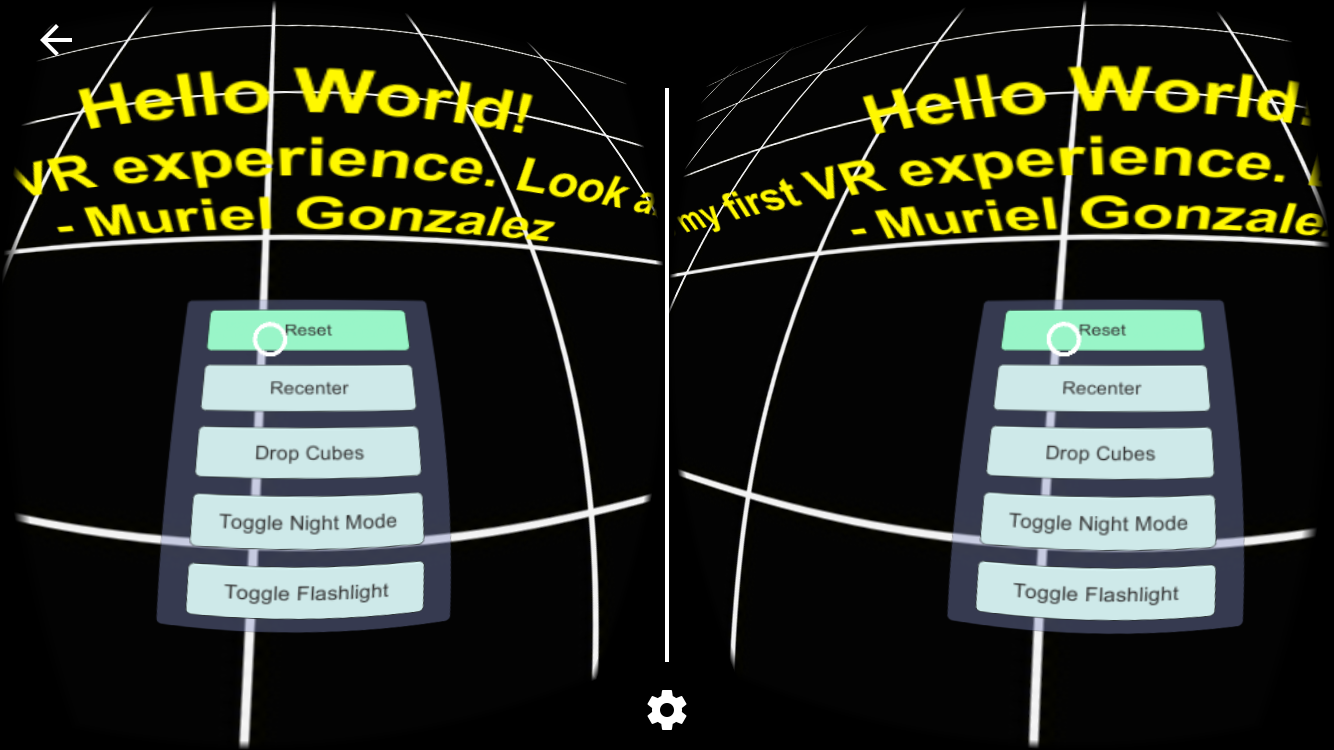 Hello World!
VR experience. Look
- Muriel Gonzalez
Reset
Recenter
Drop Cubes
Toggle Night Mode
Toggle Flashlight
Hello World!
my first VR experience.
- Muriel Gonzale
Reset
Recenter
Drop Cubes
Toggle Night Mode
Toggle Flashlight